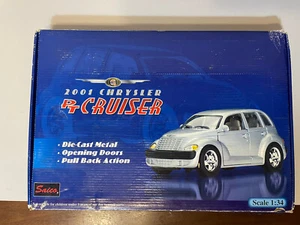 2001 CHRYSLER
PT CRUISER
• Die-Cast Metal
• Opening Doors
• Pull Back Action
Saico
Scale 1:34